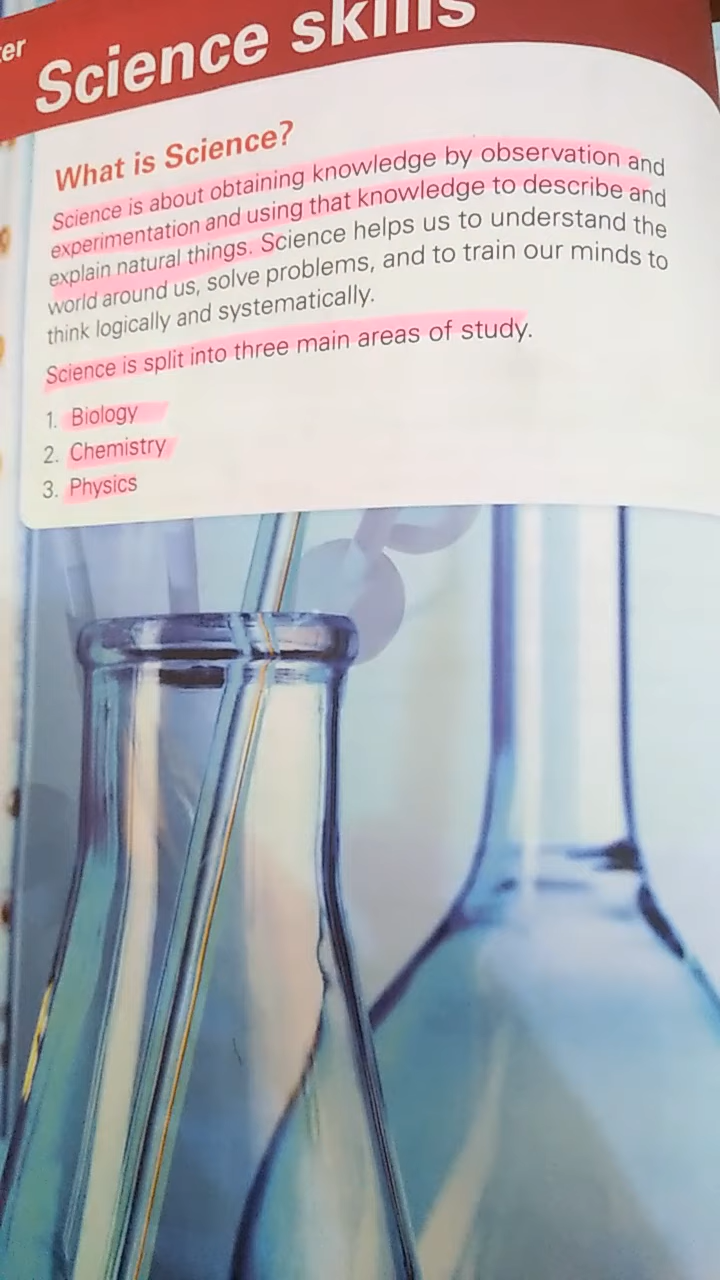 Science skills
What is Science?
Science is about obtaining knowledge by observation and
experimentation and using that knowledge to describe and
explain natural things. Science helps us to understand the
world around us, solve problems, and to train our minds to
think logically and systematically.
Science is split into three main areas of study.
1. Biology
2. Chemistry
3. Physics